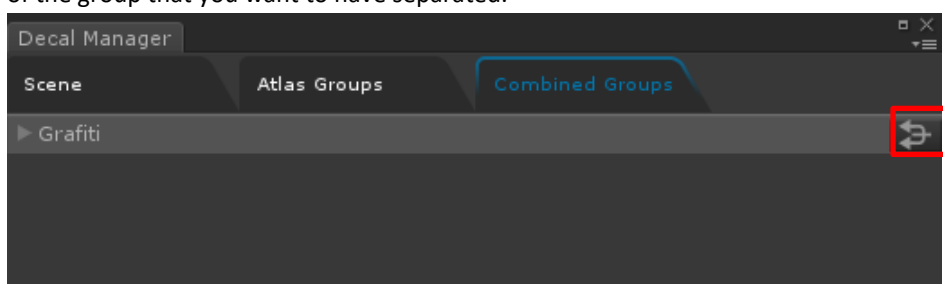 of the group that you want to have separated.
Decal Manager
Scene Atlas Groups Combined Groups
Grafiti